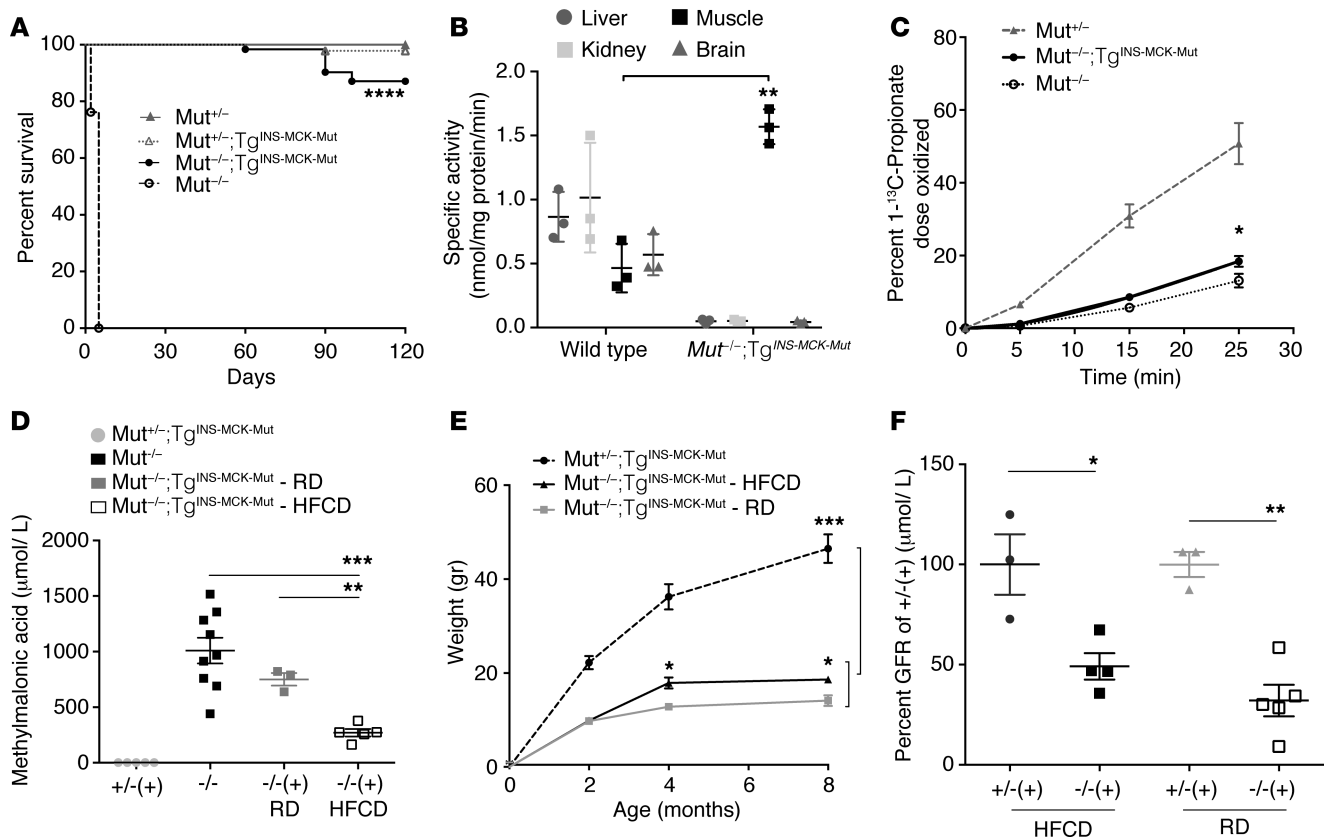 A
Percent survival
100
80
60
40
20
0
0 30 60 90 120
Days
Mut+/–
Mut+/–;TgINS-MCK-Mut
Mut–/–;TgINS-MCK-Mut
Mut–/–
****
B
Liver Muscle
Kidney Brain
Specific activity
(nmol/mg protein/min)
2.0
1.5
1.0
0.5
0.0
**
Wild type Mut–/–;TgINS-MCK-Mut
C
Mut+/–
Mut–/–;TgINS-MCK-Mut
Mut–/–
Percent 1-13C-Propionate
dose oxidized
80
60
40
20
0
*
0 5 10 15 20 25 30
Time (min)
D
Mut+/–;TgINS-MCK-Mut
Mut-/-
Mut–/–;TgINS-MCK-Mut - RD
Mut–/–;TgINS-MCK-Mut - HFCD
Methylmalonic acid (μmol/ L)
2000
1500
1000
500
0
***
**
+/-(+) -/- -/-(+) -/-(+)
RD HFCD
E
Mut+/–;TgINS-MCK-Mut
Mut–/–;TgINS-MCK-Mut - HFCD
Mut–/–;TgINS-MCK-Mut - RD
Weight (gr)
60
40
20
0
***
*
*
0 2 4 6 8
Age (months)
F
Percent GFR of +/-(+) (μmol/ L)
150
100
50
0
*
**
+/-(+) -/-(+) +/-(+) -/-(+)
HFCD RD